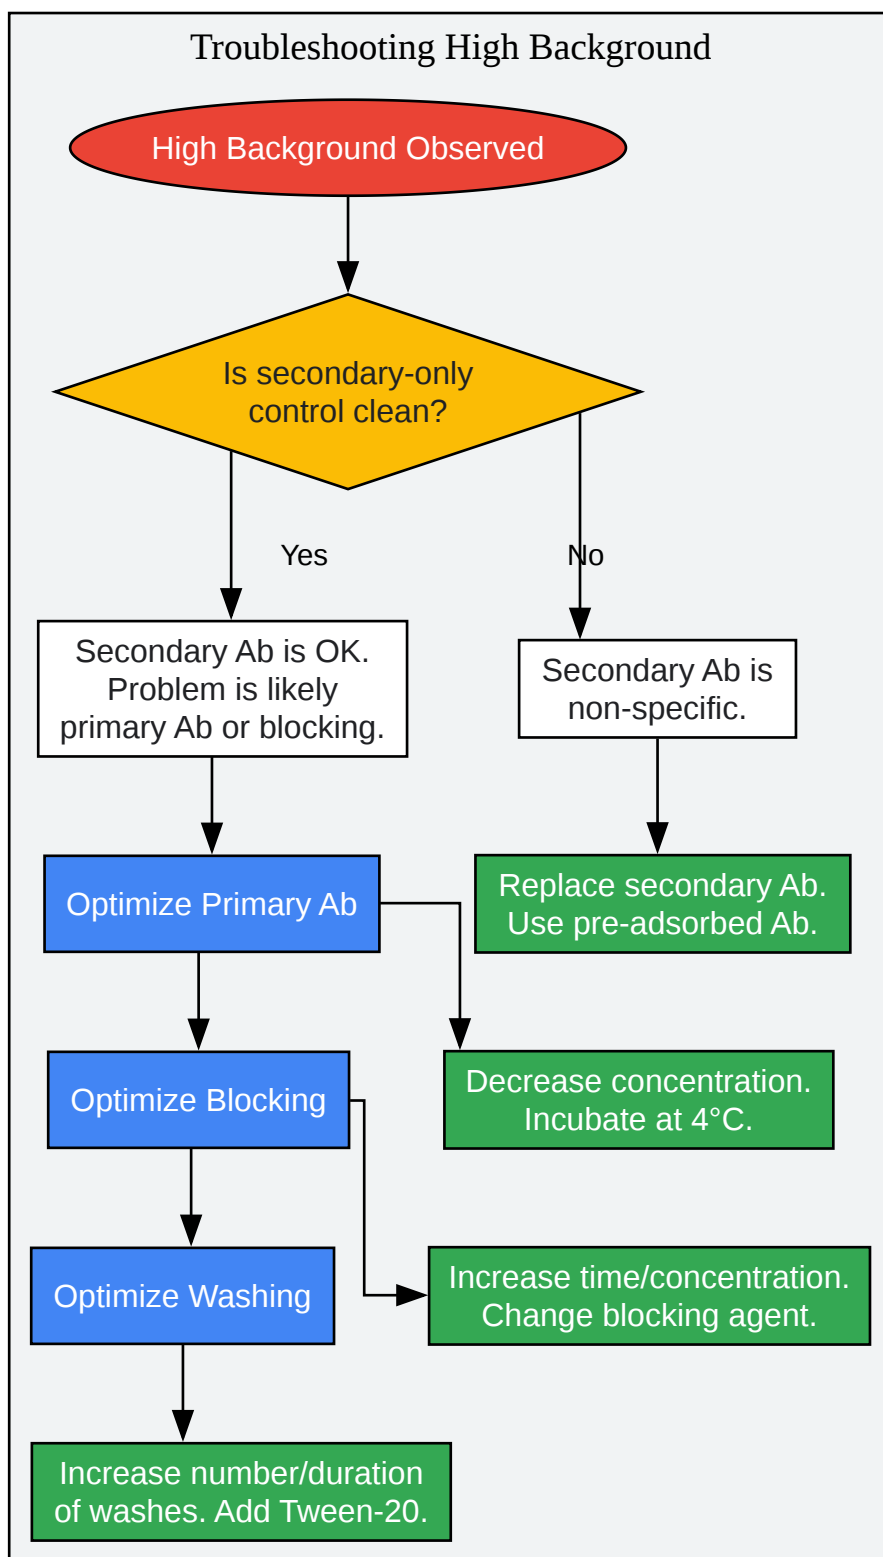 Troubleshooting High Background
High Background Observed
Is secondary-only
control clean?
Yes
No
Secondary Ab is OK.
Problem is likely
primary Ab or blocking.
Secondary Ab is
non-specific.
Optimize Primary Ab
Replace secondary Ab.
Use pre-adsorbed Ab.
Optimize Blocking
Decrease concentration.
Incubate at 4°C.
Optimize Washing
Increase time/concentration.
Change blocking agent.
Increase number/duration
of washes. Add Tween-20.